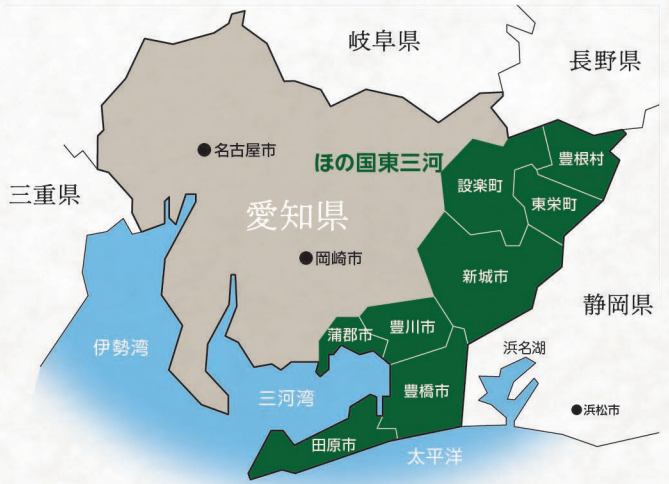 岐阜県
長野県
名古屋市
ほの国東三河
豊根村
設楽町
三重県
東栄町
愛知県
岡崎市
新城市
静岡県
蒲郡市
豊川市
伊勢湾
浜名湖
三河湾
豊橋市
浜松市
田原市
太平洋